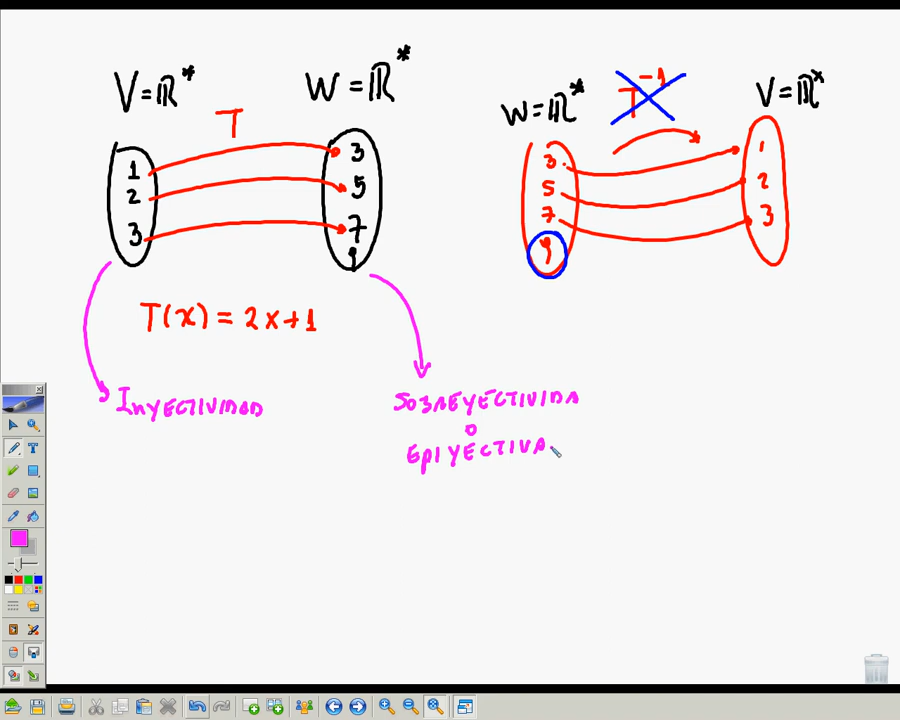 V=ℝ*
W=ℝ*
T
1
2
3
3
5
7
9
T(x) = 2x+1
INYECTIVIDAD
SOBREYECTIVIDA
O
EPIYECTIVA
W=ℝ*
T⁻¹
V=ℝ*
3
5
7
9
1
2
3
T